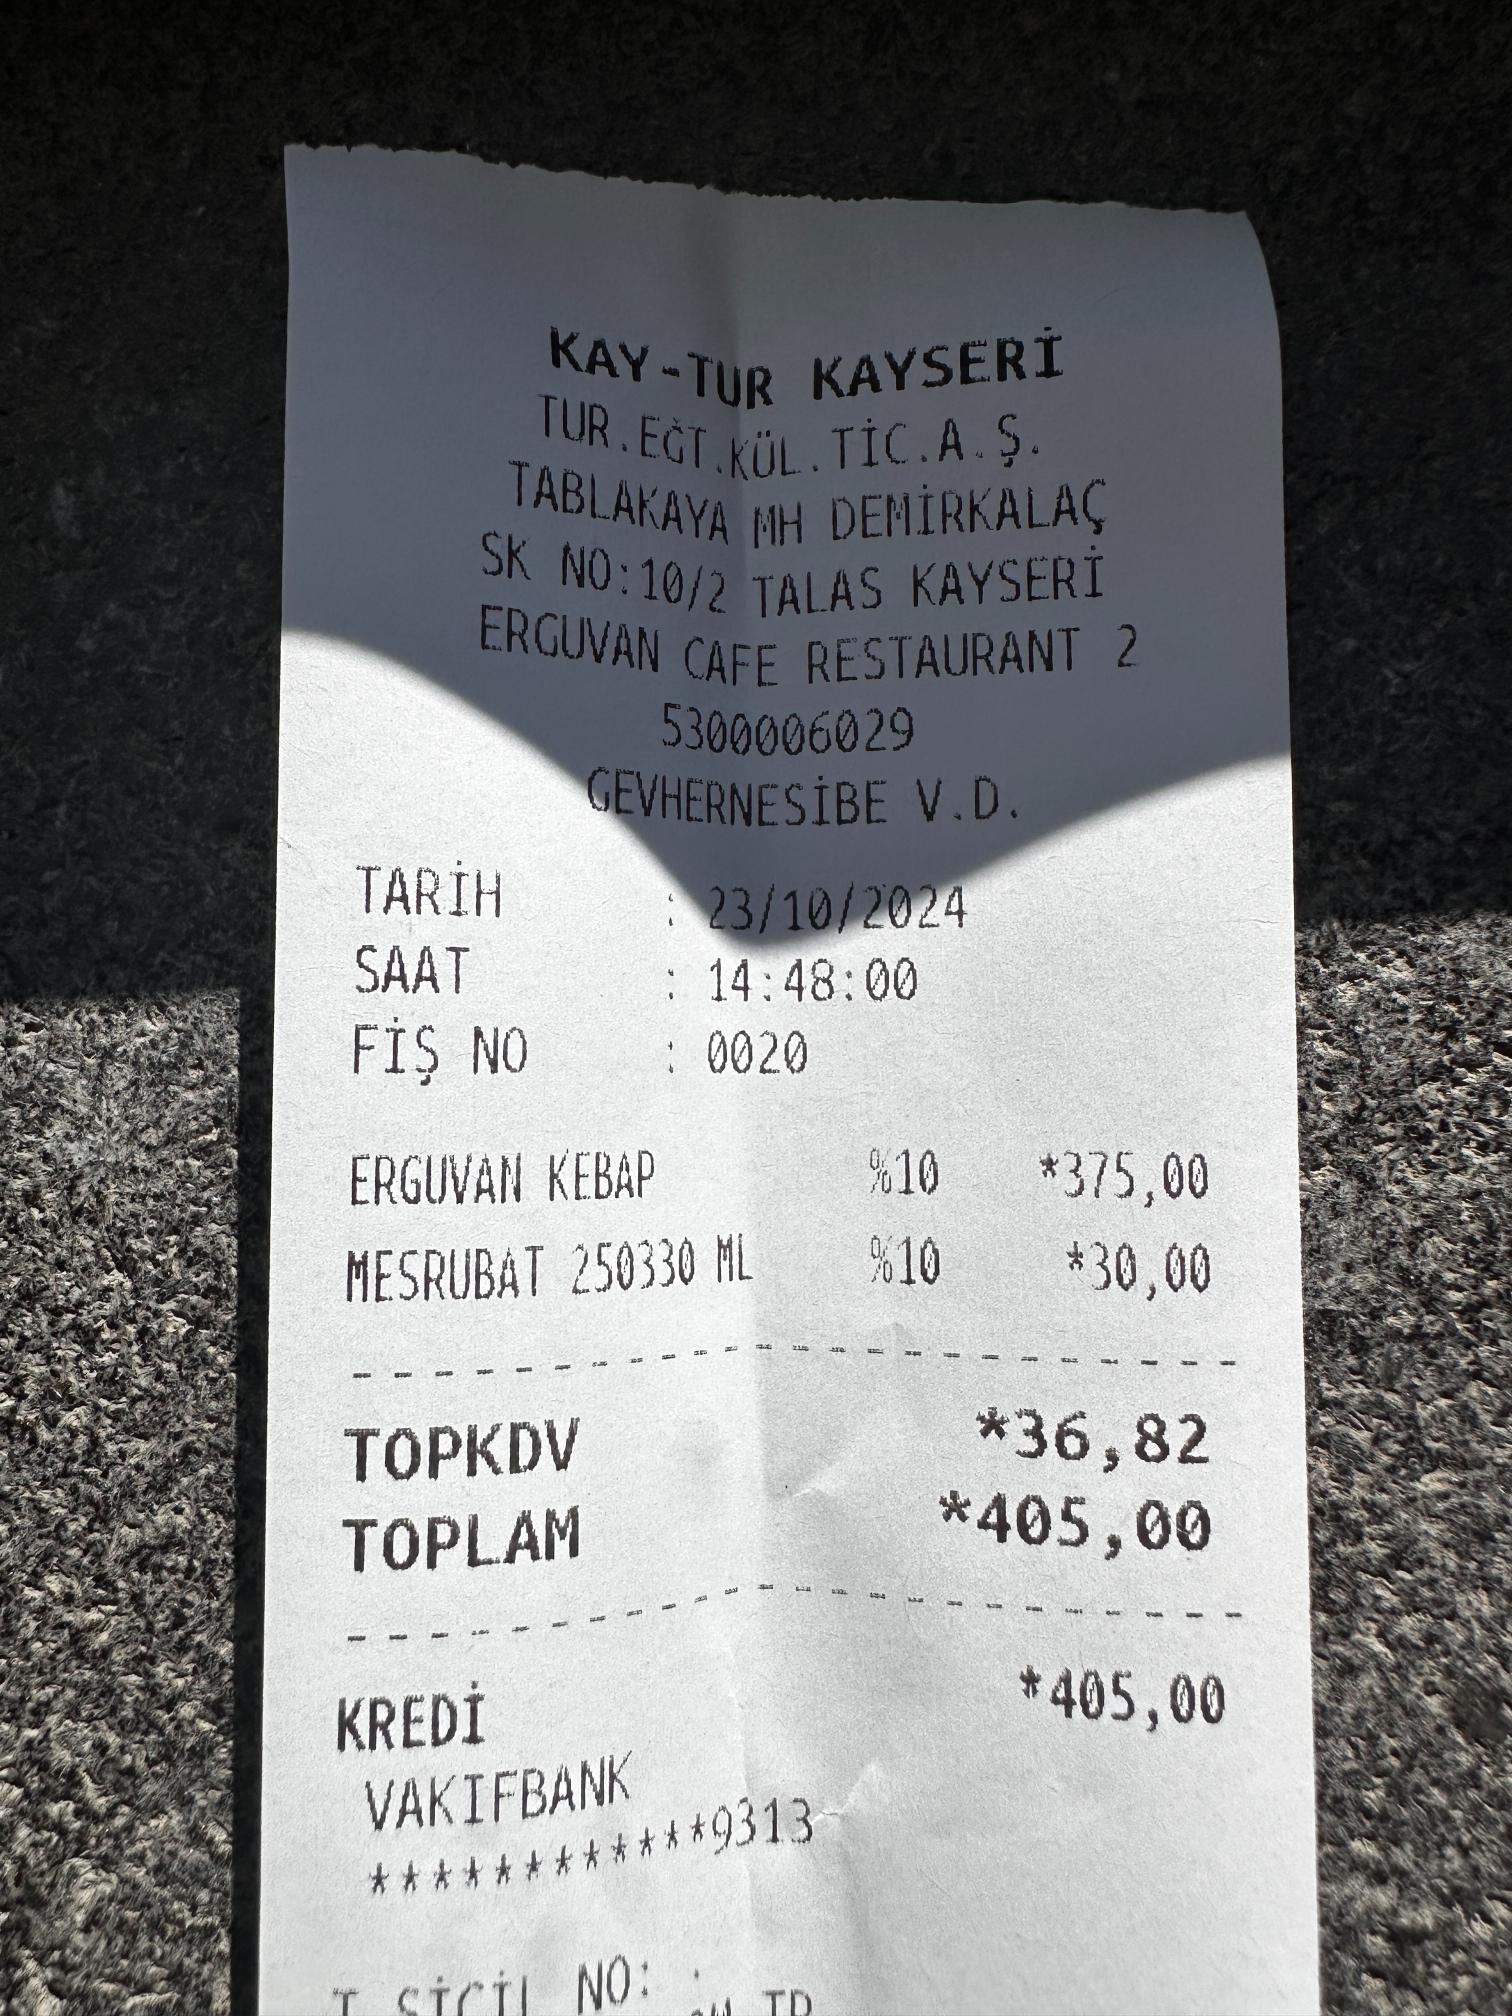 KAY-TUR KAYSERİ
TUR.EĞT.KÜL.TİC.A.Ş.
TABLAKAYA MH DEMİRKALAÇ
SK NO:10/2 TALAS KAYSERİ
ERGUVAN CAFE RESTAURANT 2
5300006029
GEVHERNESİBE V.D.
TARİH : 23/10/2024
SAAT : 14:48:00
FİŞ NO : 0020
ERGUVAN KEBAP %10 *375,00
MESRUBAT 250330 ML %10 *30,00
TOPKDV *36,82
TOPLAM *405,00
KREDİ *405,00
VAKIFBANK
************9313
T SİCİL NO: